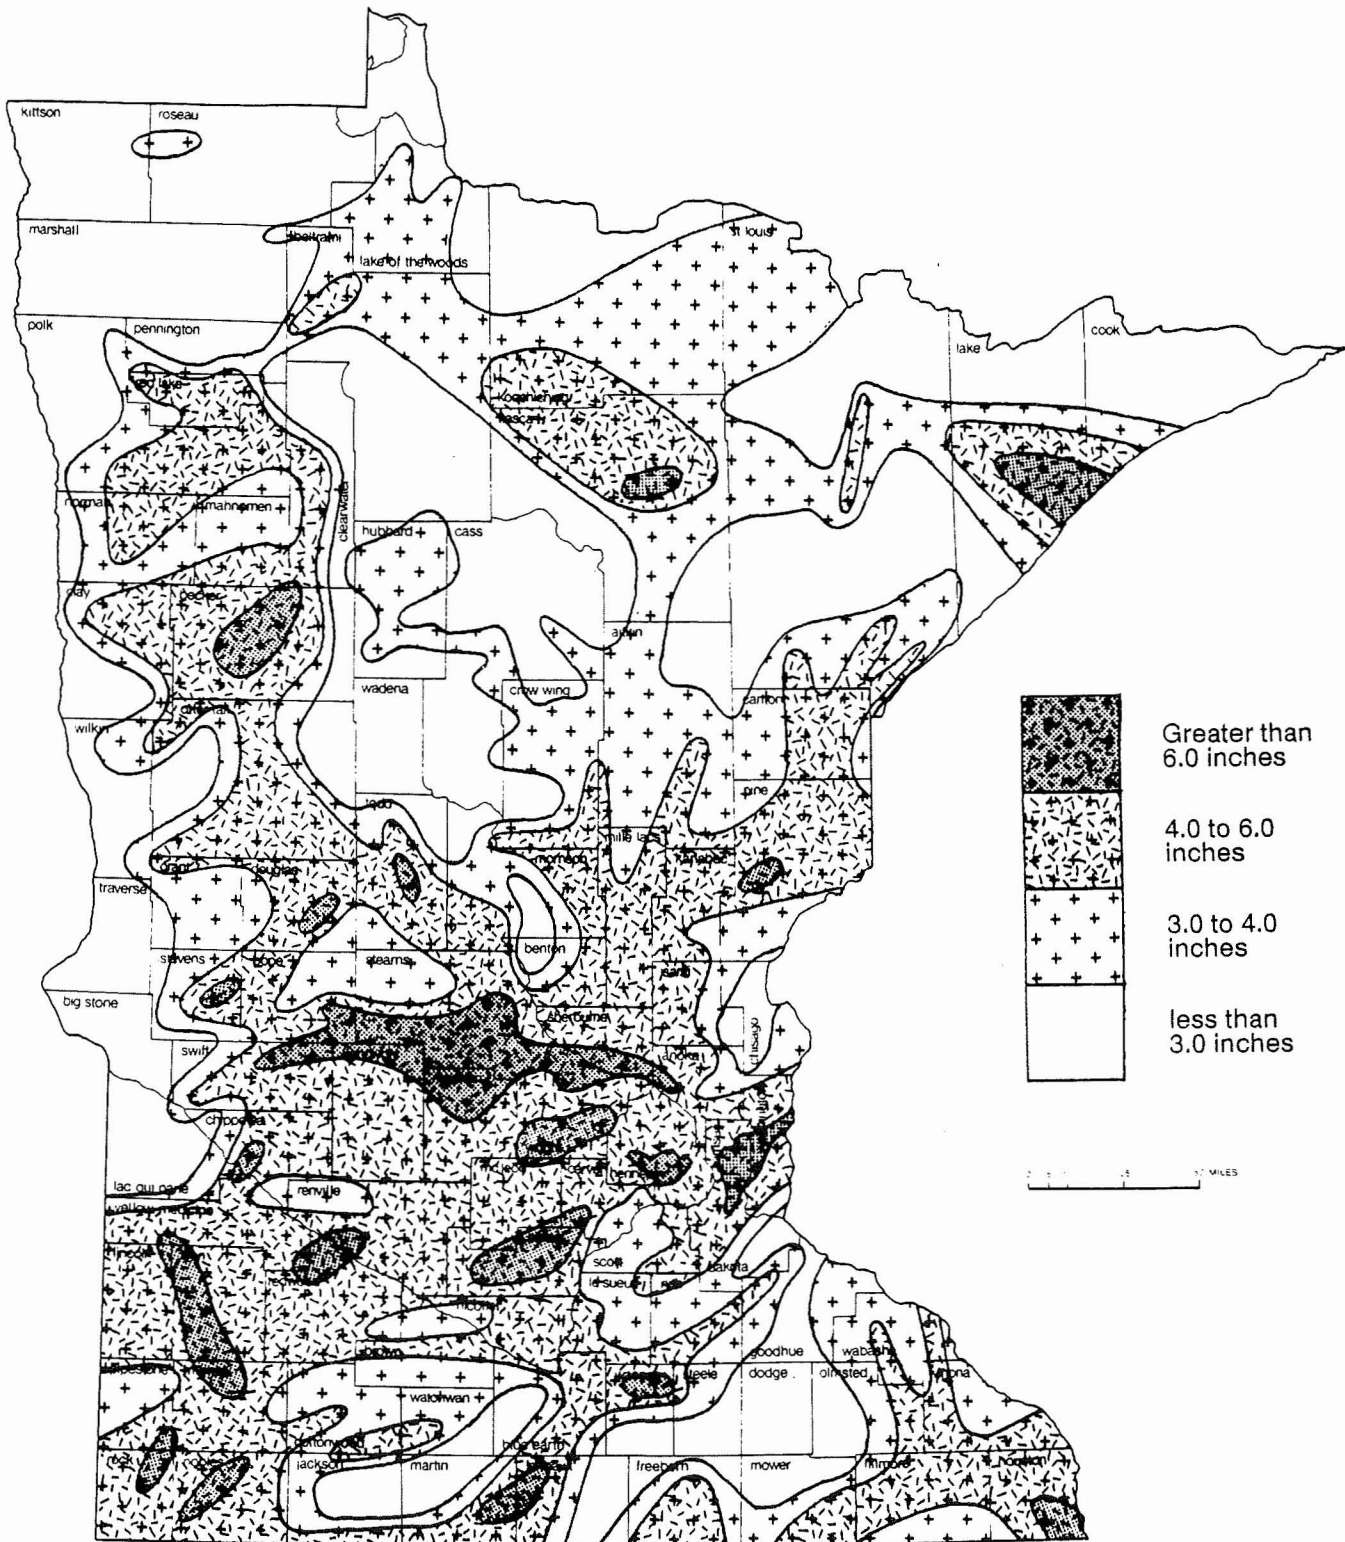 kittson
roseau
marshall
beltrami
lake of the woods
st louis
polk
pennington
lake
cook
red lake
koochiching
itasca
norman
mahnomen
clearwater
hubbard
cass
clay
becker
aitkin
wadena
crow wing
carlton
otter tail
wilkin
Greater than
6.0 inches
todd
pine
4.0 to 6.0
inches
mille lacs
morrison
kanabec
grant
douglas
traverse
3.0 to 4.0
inches
stevens
pope
stearns
benton
isanti
big stone
sherburne
less than
3.0 inches
swift
anoka
chisago
chippewa
MILES
lac qui parle
renville
mc leod
carver
henne
yellow medicine
lincoln
scott
dakota
le sueur
rice
nicollet
brown
goodhue
wabasha
pipestone
steele
dodge
olmsted
winona
watonwan
cottonwood
blue earth
rock
nobles
jackson
martin
freeborn
mower
fillmore
houston